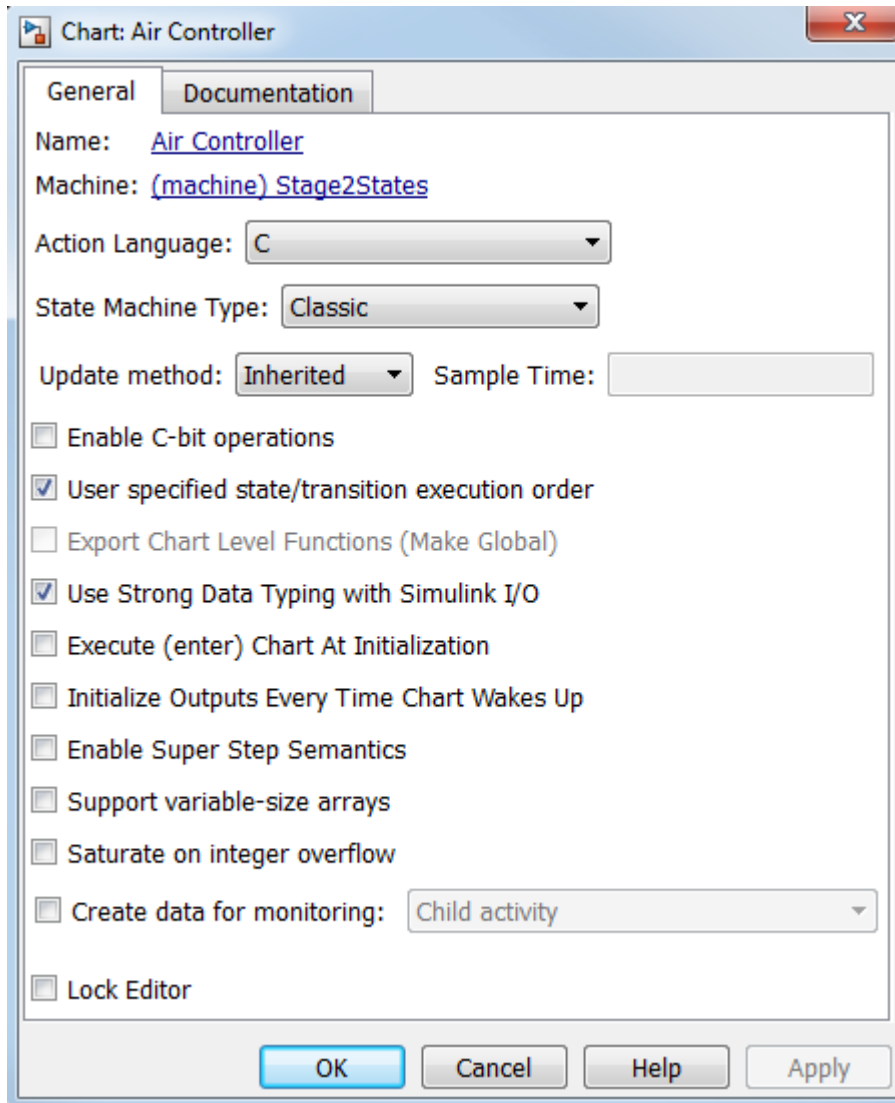 Chart: Air Controller
General Documentation
Name: Air Controller
Machine: (machine) Stage2States
Action Language: C
State Machine Type: Classic
Update method: Inherited Sample Time:
Enable C-bit operations
User specified state/transition execution order
Export Chart Level Functions (Make Global)
Use Strong Data Typing with Simulink I/O
Execute (enter) Chart At Initialization
Initialize Outputs Every Time Chart Wakes Up
Enable Super Step Semantics
Support variable-size arrays
Saturate on integer overflow
Create data for monitoring: Child activity
Lock Editor
OK Cancel Help Apply